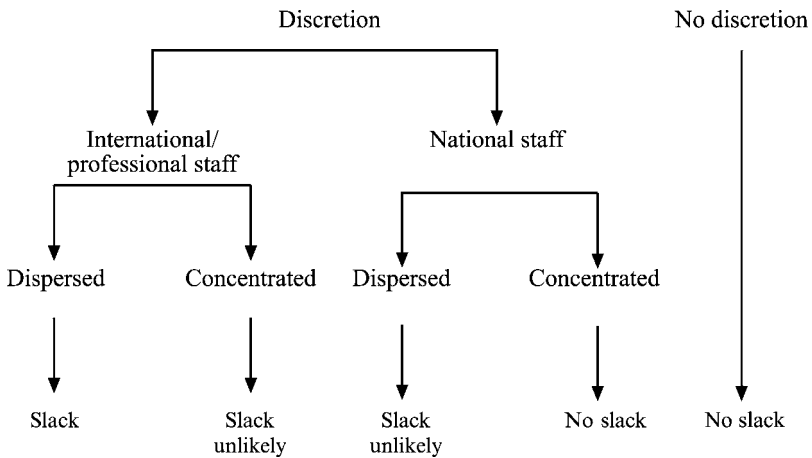 Discretion
No discretion
International/
professional staff
National staff
Dispersed
Concentrated
Dispersed
Concentrated
Slack
Slack
unlikely
Slack
unlikely
No slack
No slack